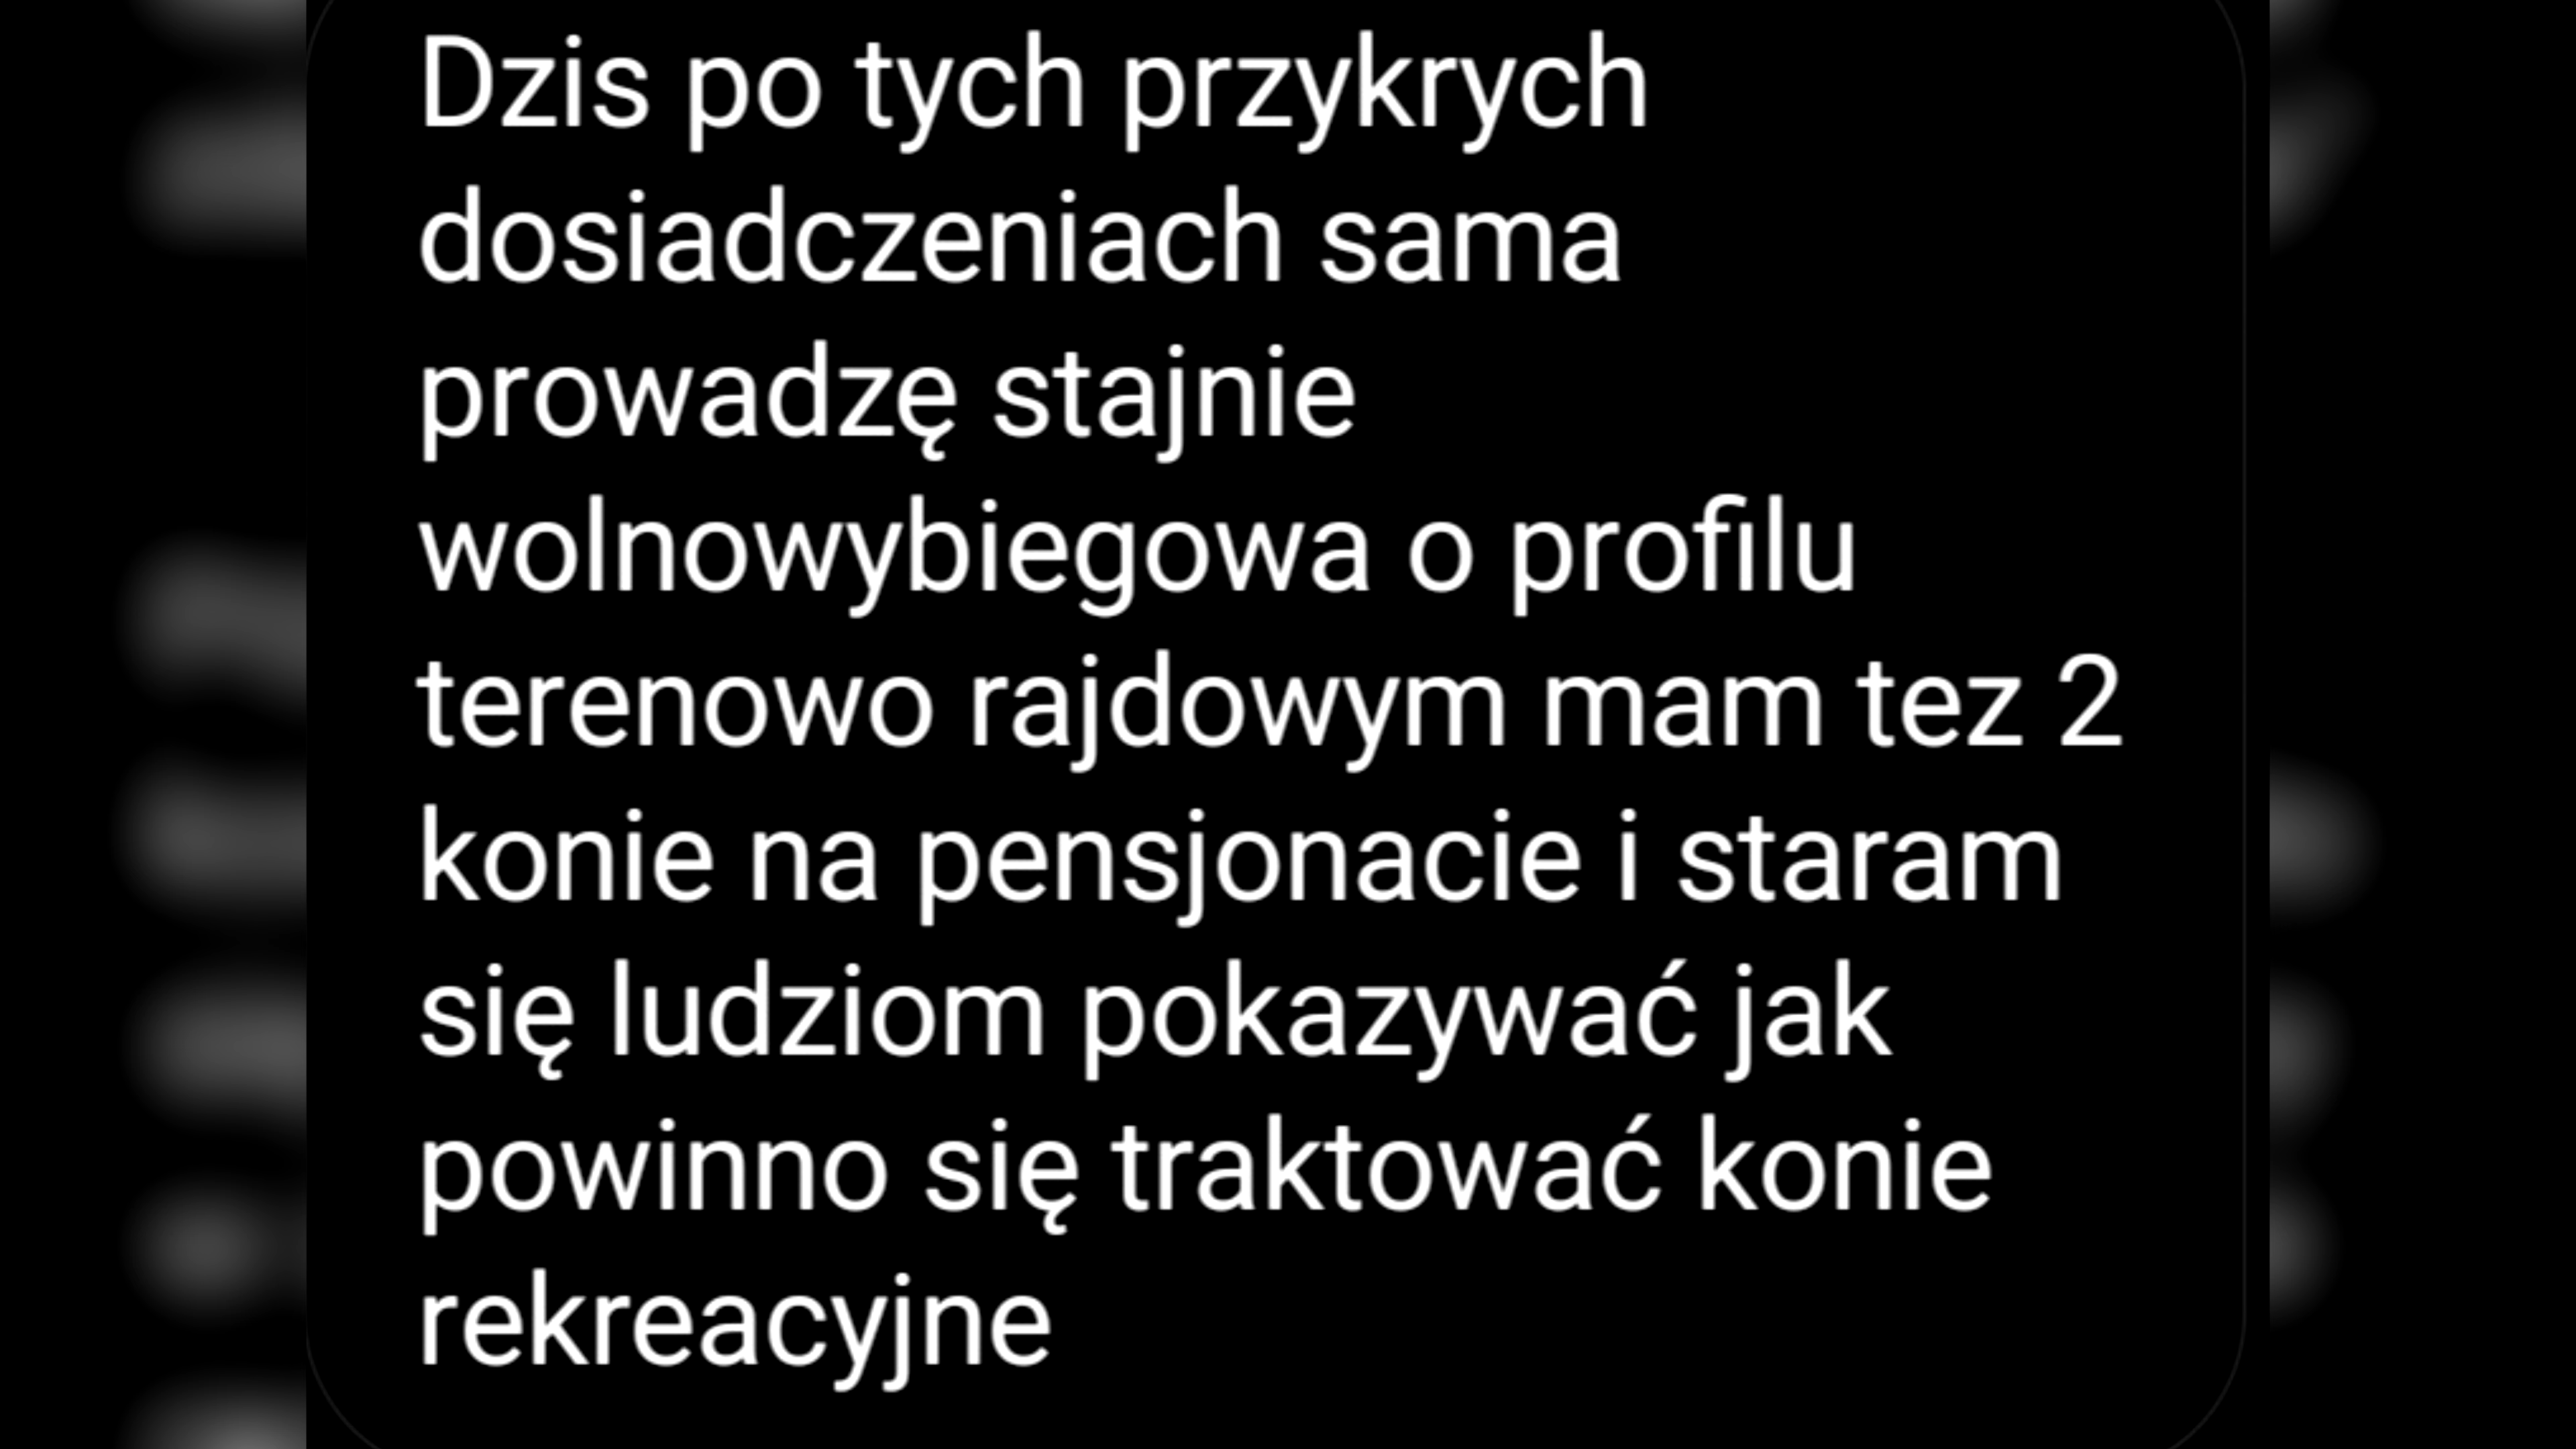 Dzis po tych przykrych
dosiadczeniach sama
prowadzę stajnie
wolnowybiegowa o profilu
terenowo rajdowym mam tez 2
konie na pensjonacie i staram
się ludziom pokazywać jak
powinno się traktować konie
rekreacyjne